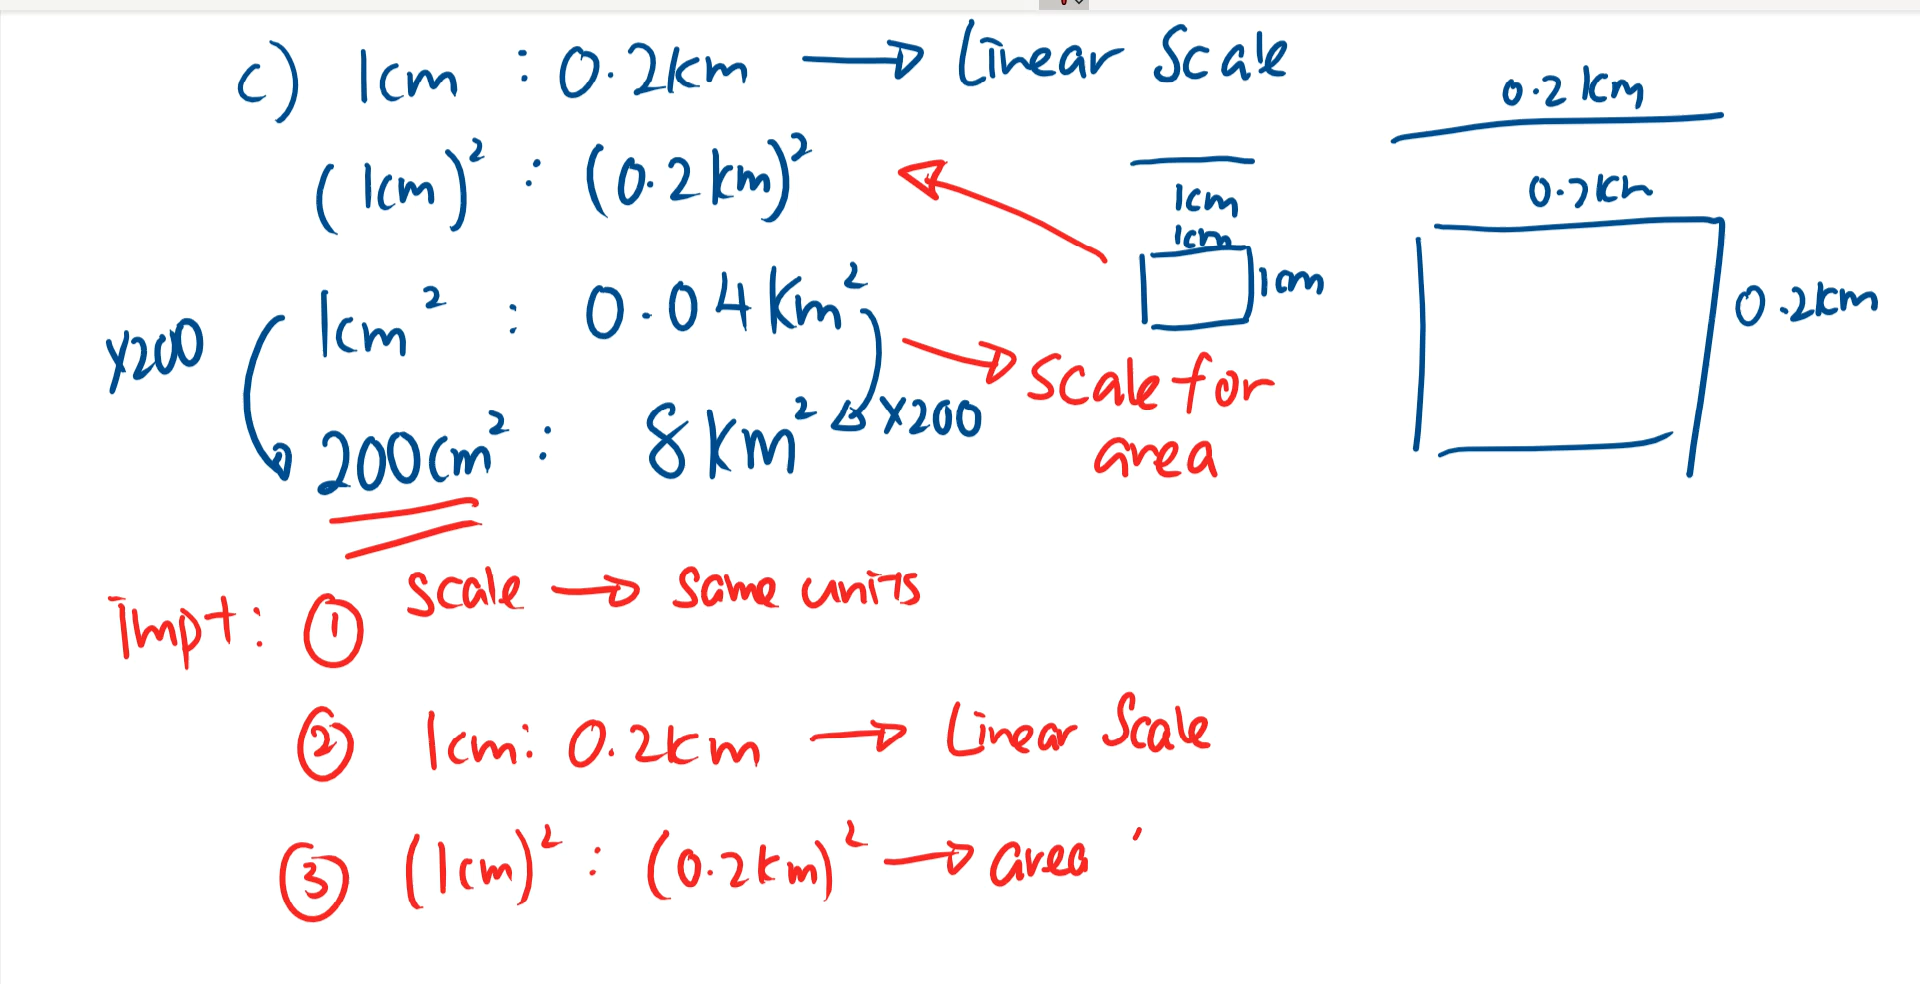 c) 1cm : 0.2km → Linear Scale
(1cm)² : (0.2km)²
1cm² : 0.04km²
x200
200cm² : 8km² x200
→ scale for
area
0.2km
1cm
1cm
1cm
0.2km
0.2km
Impt: ① Scale → Same units
② 1cm: 0.2km → Linear Scale
③ (1cm)² : (0.2km)² → area